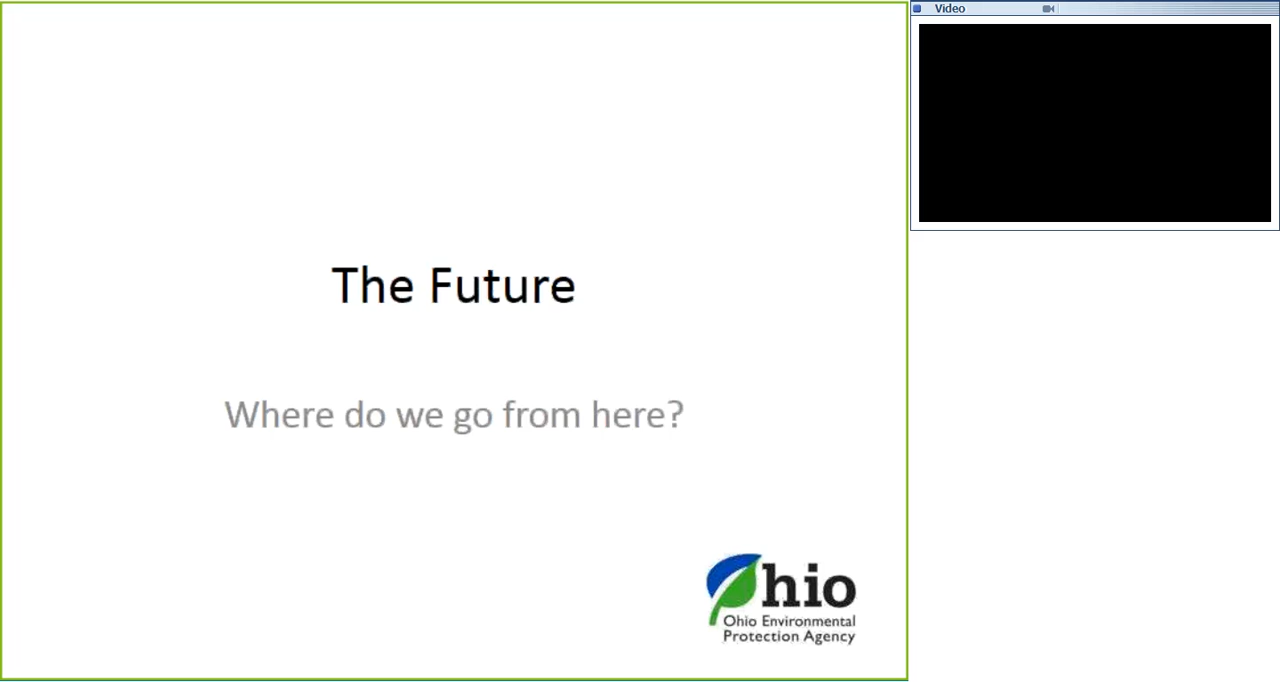 Video
The Future
Where do we go from here?
Ohio
Ohio Environmental
Protection Agency